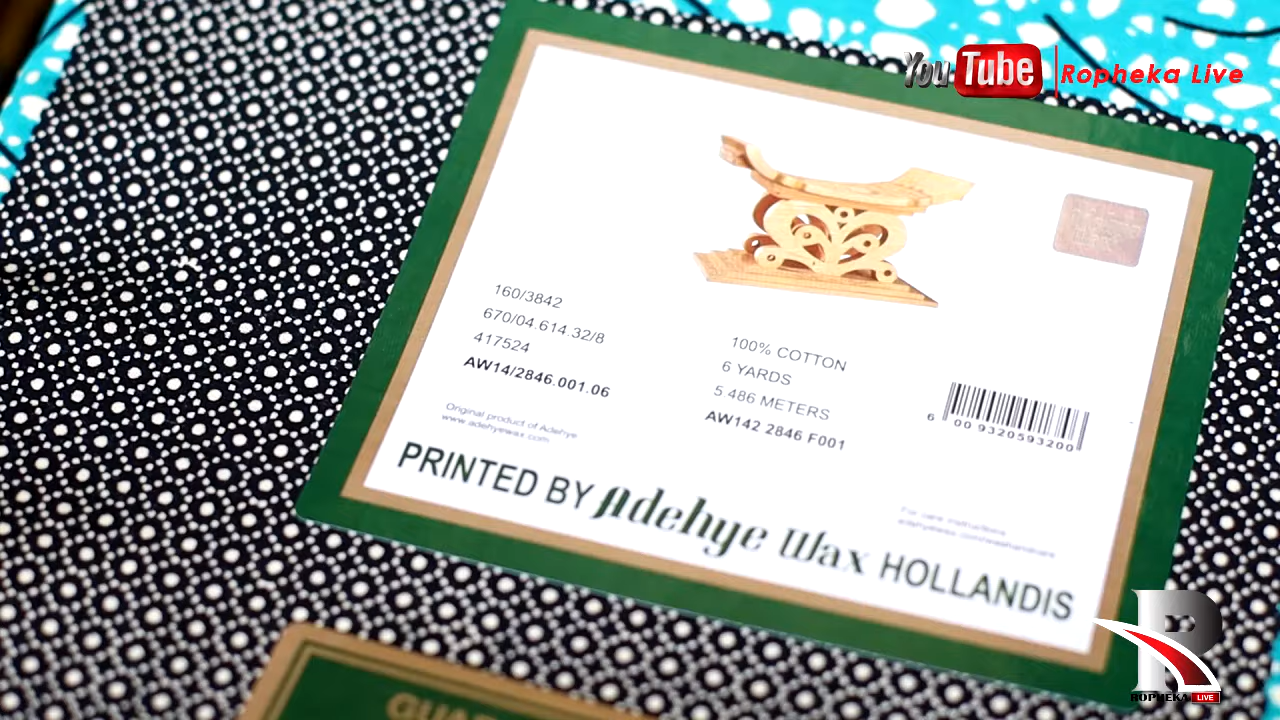 YouTube Ropheka Live
160/3842
670/04.614.32/8
417524
AW14/2846.001.06
Original product of Adehye
www.adehyewax.com
100% COTTON
6 YARDS
5.486 METERS
AW142 2846 F001
6 00 9320593200
PRINTED BY Adehye Wax HOLLANDIS
For care instructions
R
ROPHEKA LIVE